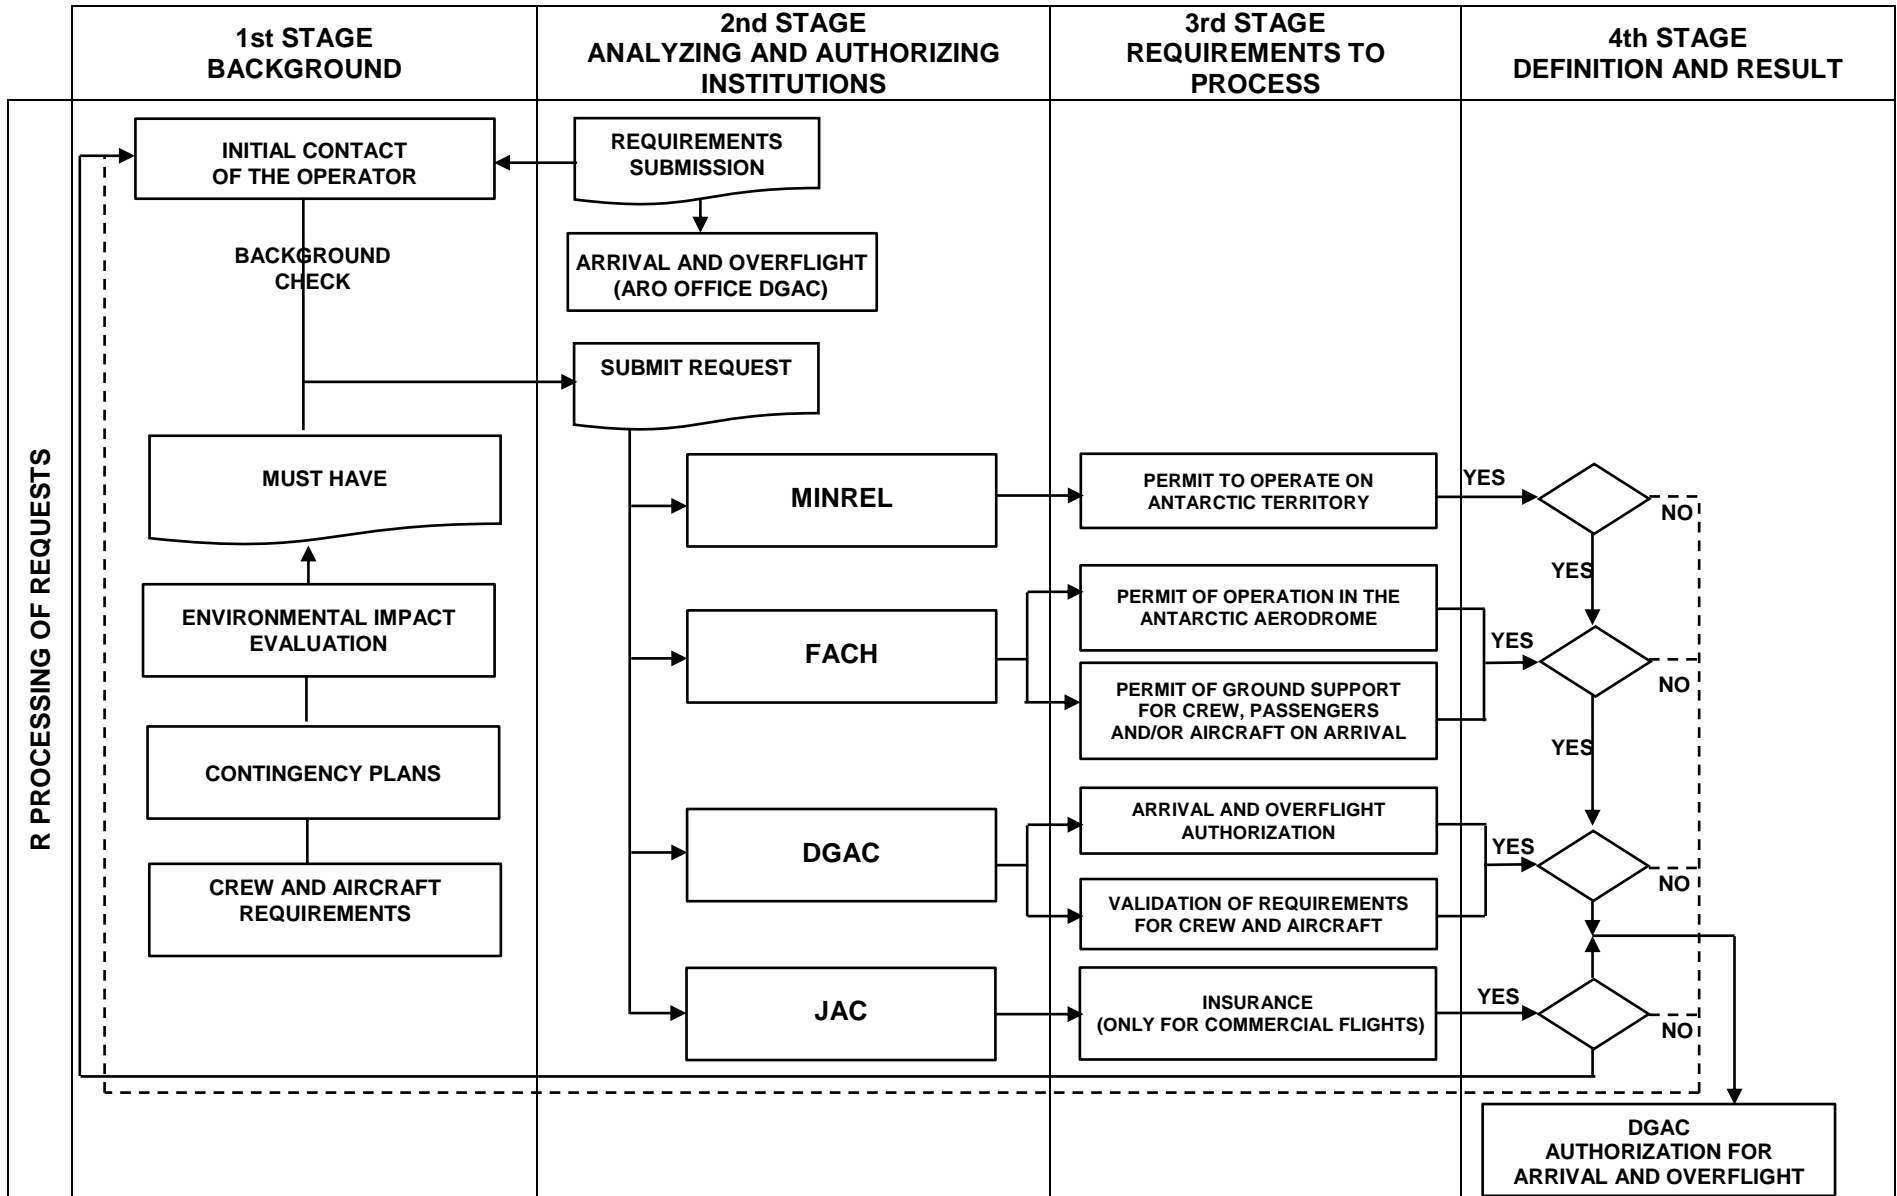 1st STAGE
BACKGROUND
2nd STAGE
ANALYZING AND AUTHORIZING
INSTITUTIONS
3rd STAGE
REQUIREMENTS TO
PROCESS
4th STAGE
DEFINITION AND RESULT
R PROCESSING OF REQUESTS
INITIAL CONTACT
OF THE OPERATOR
BACKGROUND
CHECK
MUST HAVE
ENVIRONMENTAL IMPACT
EVALUATION
CONTINGENCY PLANS
CREW AND AIRCRAFT
REQUIREMENTS
REQUIREMENTS
SUBMISSION
ARRIVAL AND OVERFLIGHT
(ARO OFFICE DGAC)
SUBMIT REQUEST
MINREL
FACH
DGAC
JAC
PERMIT TO OPERATE ON
ANTARCTIC TERRITORY
PERMIT OF OPERATION IN THE
ANTARCTIC AERODROME
PERMIT OF GROUND SUPPORT
FOR CREW, PASSENGERS
AND/OR AIRCRAFT ON ARRIVAL
ARRIVAL AND OVERFLIGHT
AUTHORIZATION
VALIDATION OF REQUIREMENTS
FOR CREW AND AIRCRAFT
INSURANCE
(ONLY FOR COMMERCIAL FLIGHTS)
YES
NO
YES
YES
NO
YES
YES
NO
YES
NO
DGAC
AUTHORIZATION FOR
ARRIVAL AND OVERFLIGHT